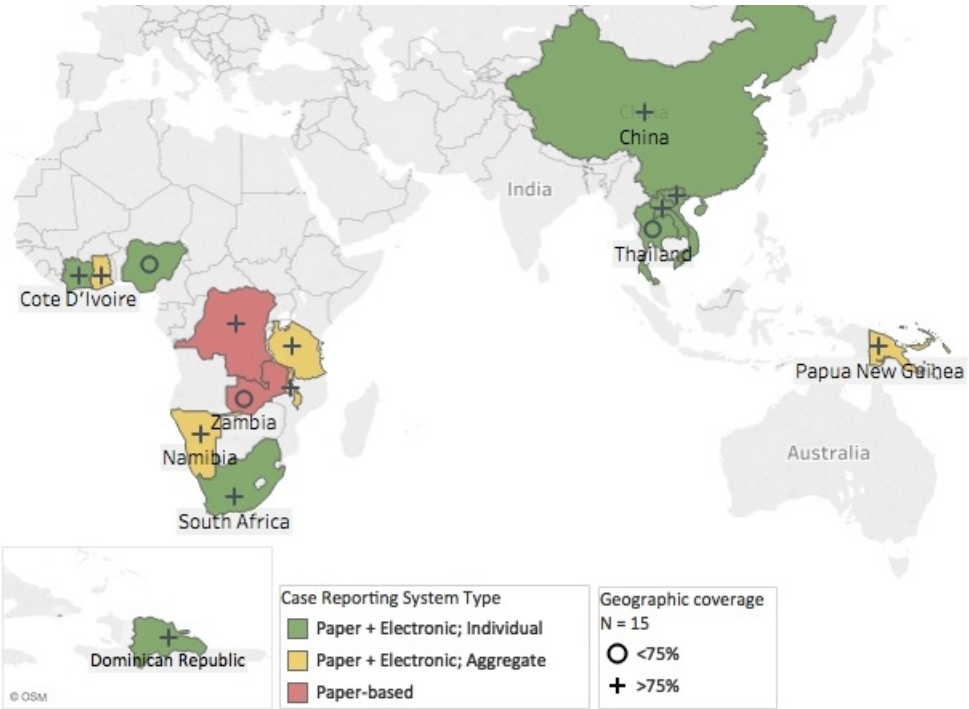 China
China
India
Thailand
Cote D'Ivoire
Papua New Guinea
Zambia
Namibia
Australia
South Africa
Dominican Republic
© OSM
Case Reporting System Type
Paper + Electronic; Individual
Paper + Electronic; Aggregate
Paper-based
Geographic coverage
N = 15
<75%
>75%